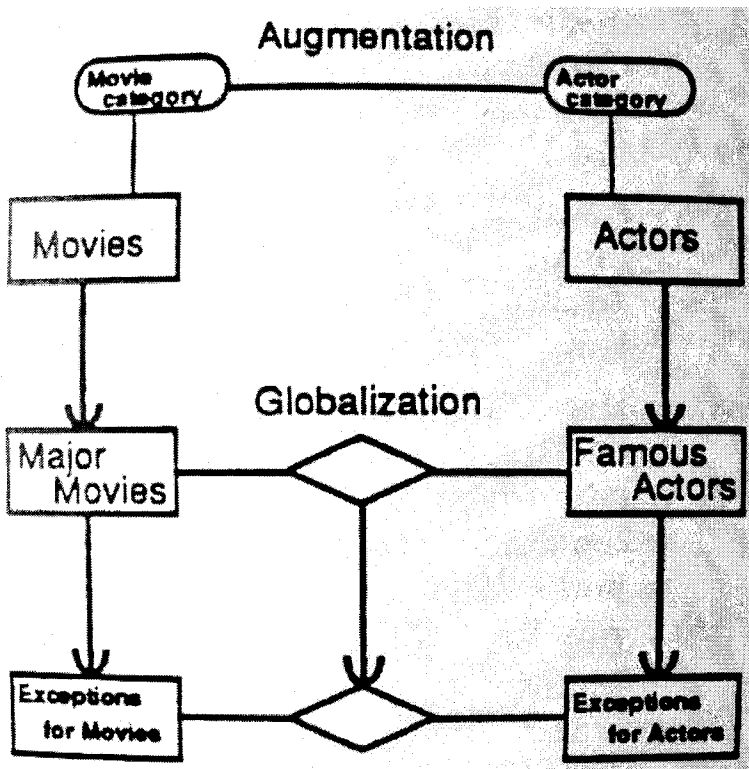 Augmentation
Movie
category
Actor
category
Movies
Actors
Globalization
Major
Movies
Famous
Actors
Exceptions
for Movies
Exceptions
for Actors